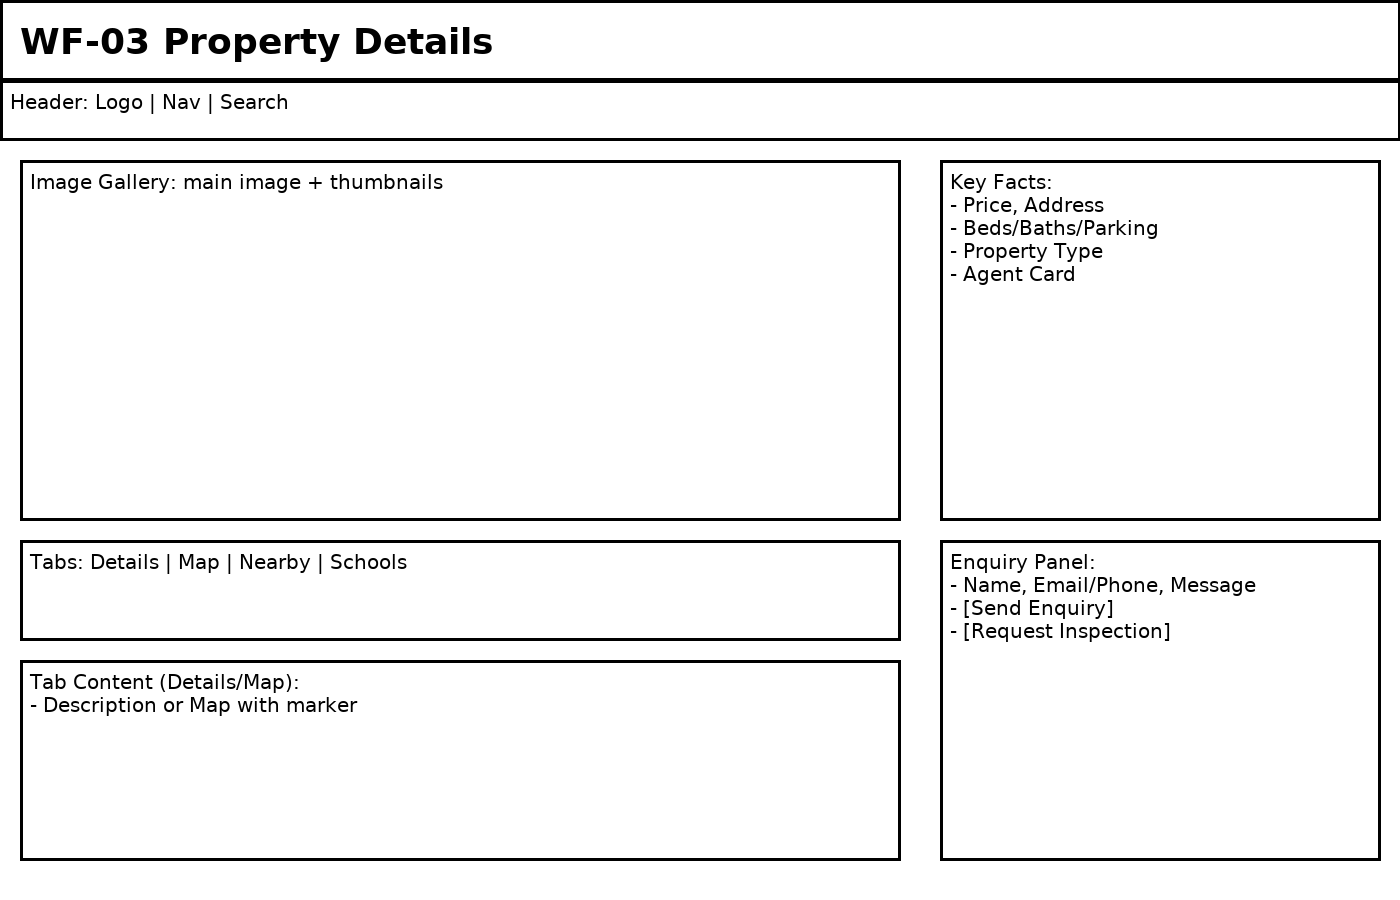 WF-03 Property Details
Header: Logo | Nav | Search
Image Gallery: main image + thumbnails
Key Facts:
- Price, Address
- Beds/Baths/Parking
- Property Type
- Agent Card
Tabs: Details | Map | Nearby | Schools
Enquiry Panel:
- Name, Email/Phone, Message
- [Send Enquiry]
- [Request Inspection]
Tab Content (Details/Map):
- Description or Map with marker